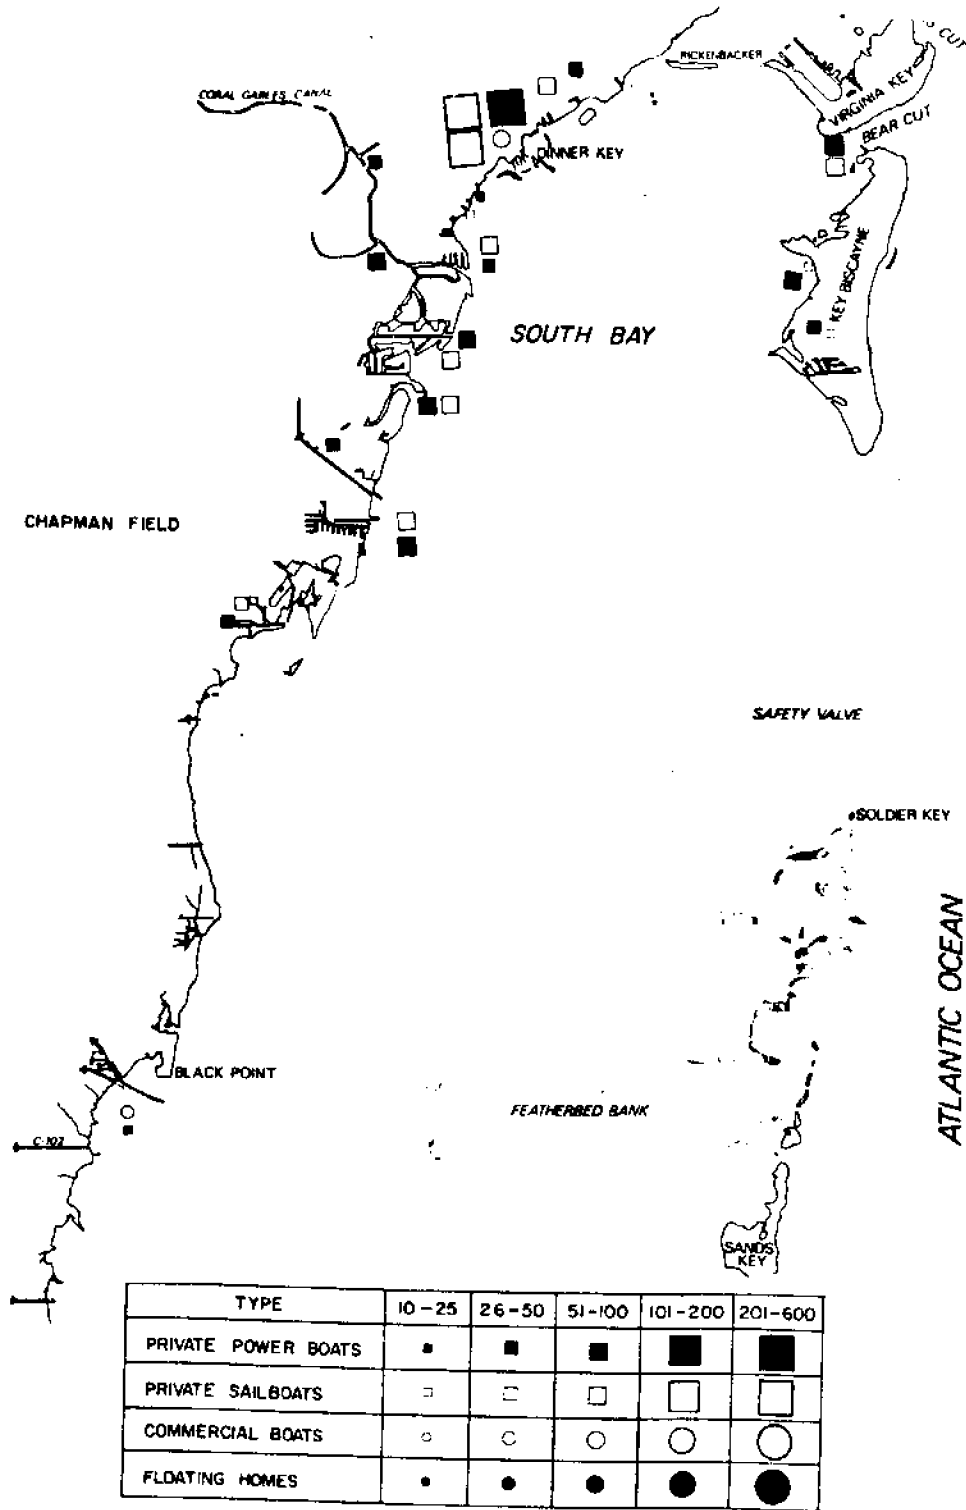 CUT
RICKENBACKER
CORAL GABLES CANAL
VIRGINIA KEY
BEAR CUT
DINNER KEY
KEY BISCAYNE
SOUTH BAY
CHAPMAN FIELD
SAFETY VALVE
SOLDIER KEY
ATLANTIC OCEAN
BLACK POINT
FEATHERBED BANK
C-102
SANDS
KEY
TYPE 10-25 26-50 51-100 101-200 201-600
PRIVATE POWER BOATS
PRIVATE SAILBOATS
COMMERCIAL BOATS
FLOATING HOMES